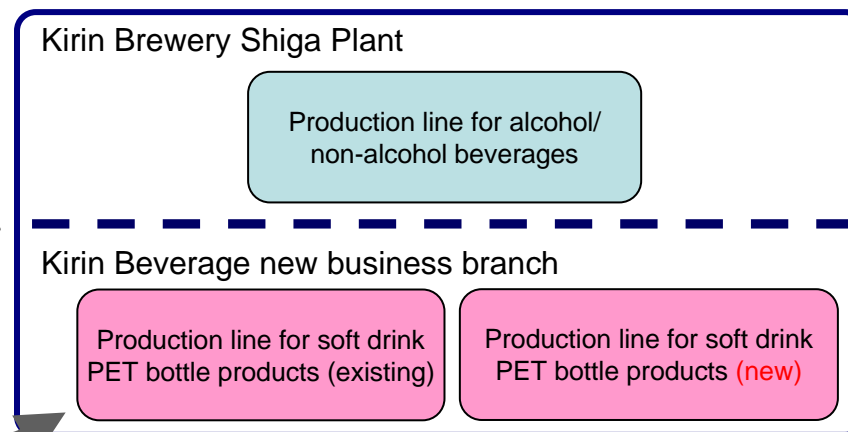 Kirin Brewery Shiga Plant
Production line for alcohol/
non-alcohol beverages
Kirin Beverage new business branch
Production line for soft drink
PET bottle products (existing)
Production line for soft drink
PET bottle products (new)